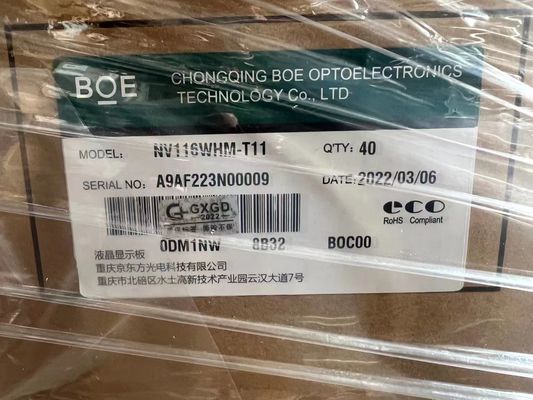 BOE
CHONGQING BOE OPTOELECTRONICS
TECHNOLOGY Co., LTD
MODEL: NV116WHM-T11 Q'TY: 40
SERIAL NO: A9AF223N00009 DATE: 2022/03/06
GXGD
2022
eco
RoHS Compliant
0DM1NW 8B32 BOC00
液晶显示板
重庆京东方光电科技有限公司
重庆市北碚区水土高新技术产业园云汉大道7号